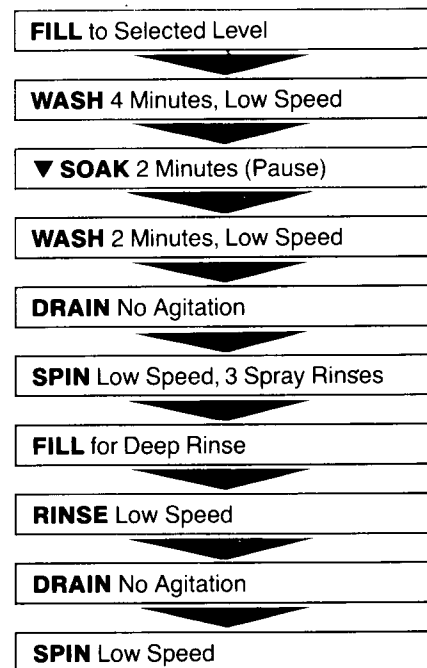 FILL to Selected Level
WASH 4 Minutes, Low Speed
▼ SOAK 2 Minutes (Pause)
WASH 2 Minutes, Low Speed
DRAIN No Agitation
SPIN Low Speed, 3 Spray Rinses
FILL for Deep Rinse
RINSE Low Speed
DRAIN No Agitation
SPIN Low Speed